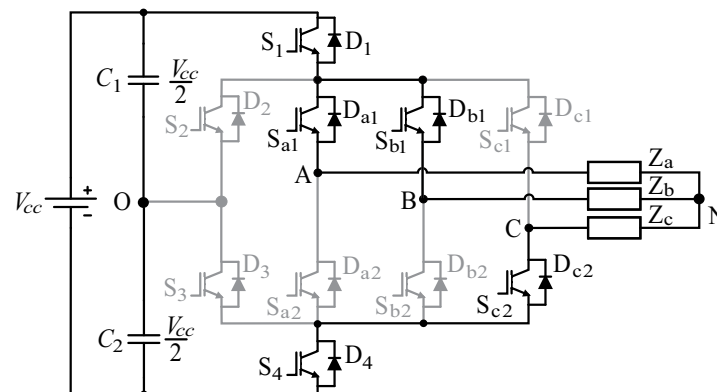 S1 D1
C1 Vcc/2
S2 D2 Sa1 Da1 Sb1 Db1 Sc1 Dc1
Vcc + - O
A Za
B Zb N
C Zc
S3 D3 Sa2 Da2 Sb2 Db2 Sc2 Dc2
C2 Vcc/2
S4 D4